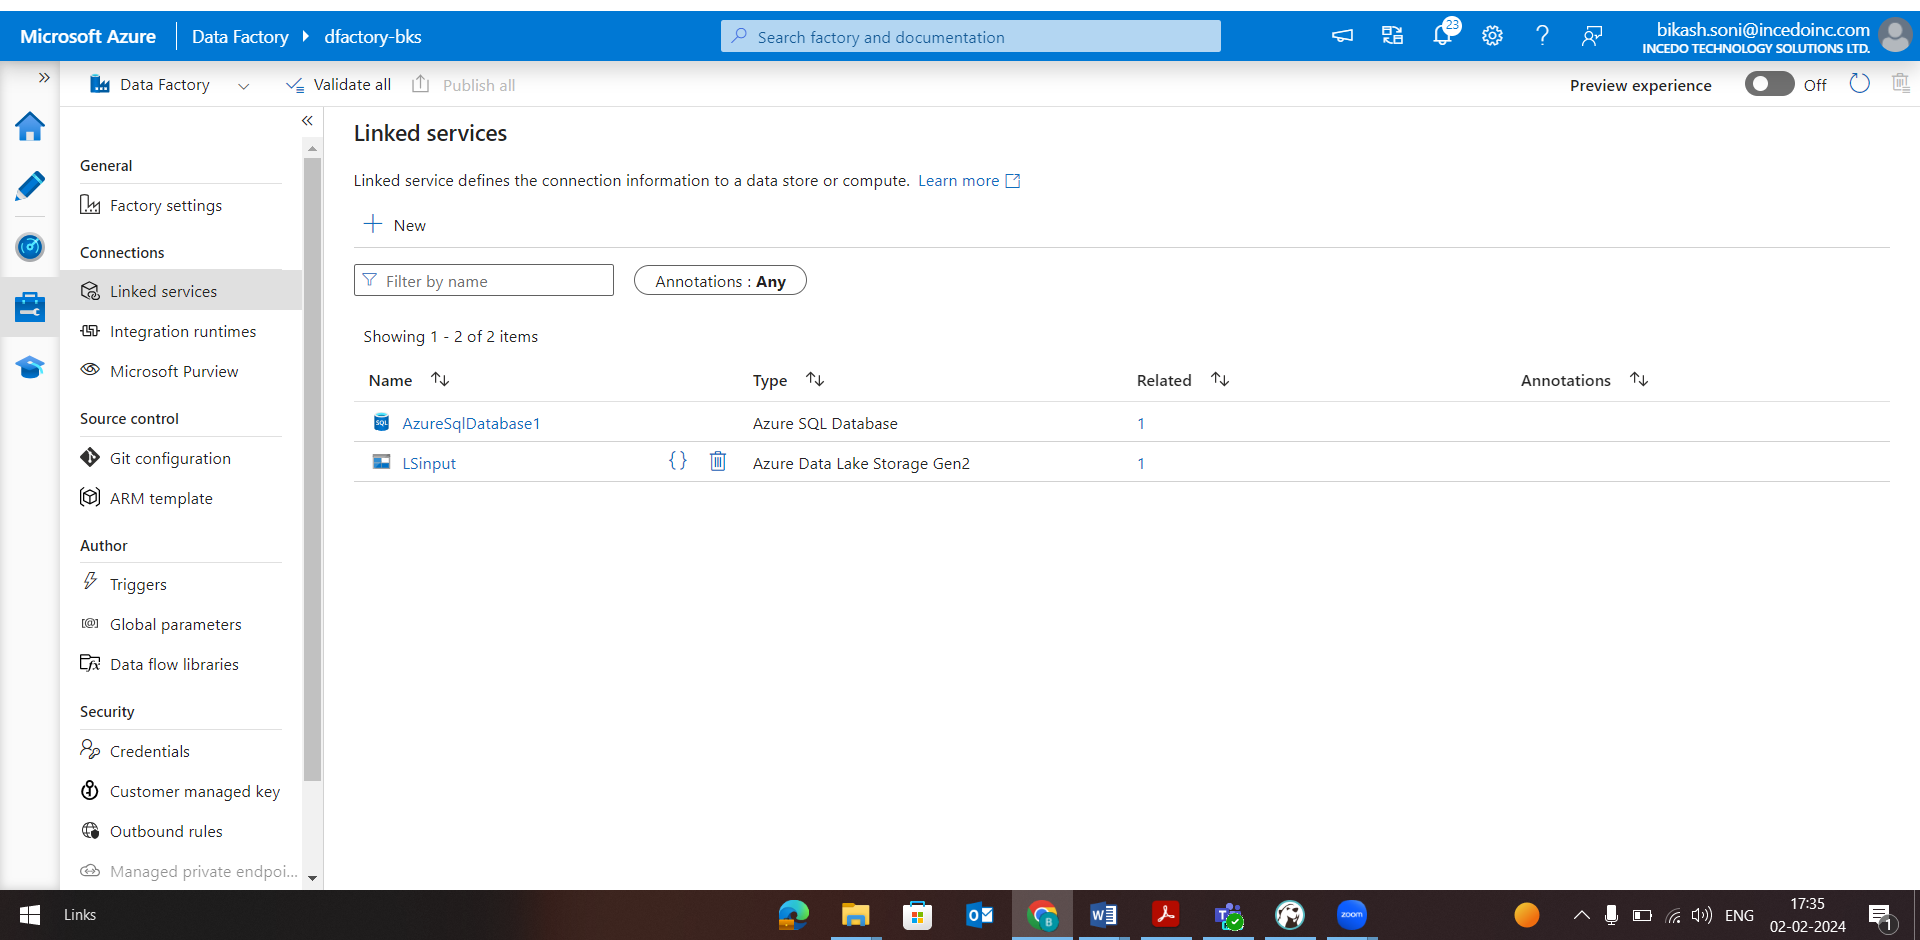 Microsoft Azure
Data Factory
dfactory-bks
Search factory and documentation
23
bikash.soni@incedoinc.com
INCEDO TECHNOLOGY SOLUTIONS LTD.
Data Factory
Validate all
Publish all
Preview experience
Off
General
Factory settings
Connections
Linked services
Integration runtimes
Microsoft Purview
Source control
Git configuration
ARM template
Author
Triggers
Global parameters
Data flow libraries
Security
Credentials
Customer managed key
Outbound rules
Managed private endpoi...
Linked services
Linked service defines the connection information to a data store or compute. Learn more
New
Filter by name
Annotations : Any
Showing 1 - 2 of 2 items
Name Type Related Annotations
SQL AzureSqlDatabase1 Azure SQL Database 1
LSinput {} Azure Data Lake Storage Gen2 1
Links
zoom
ENG
17:35
02-02-2024
1